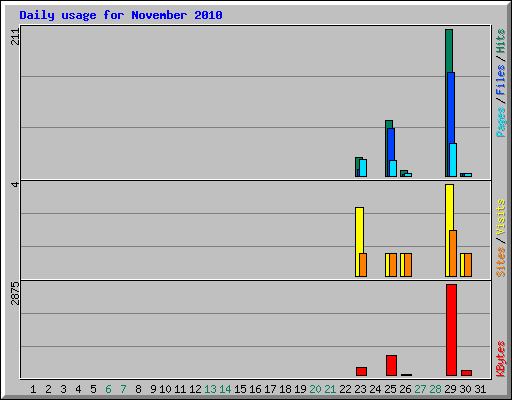 Daily usage for November 2010
211
Pages / Files / Hits
4
Sites / Visits
2875
KBytes
1 2 3 4 5 6 7 8 9 10 11 12 13 14 15 16 17 18 19 20 21 22 23 24 25 26 27 28 29 30 31